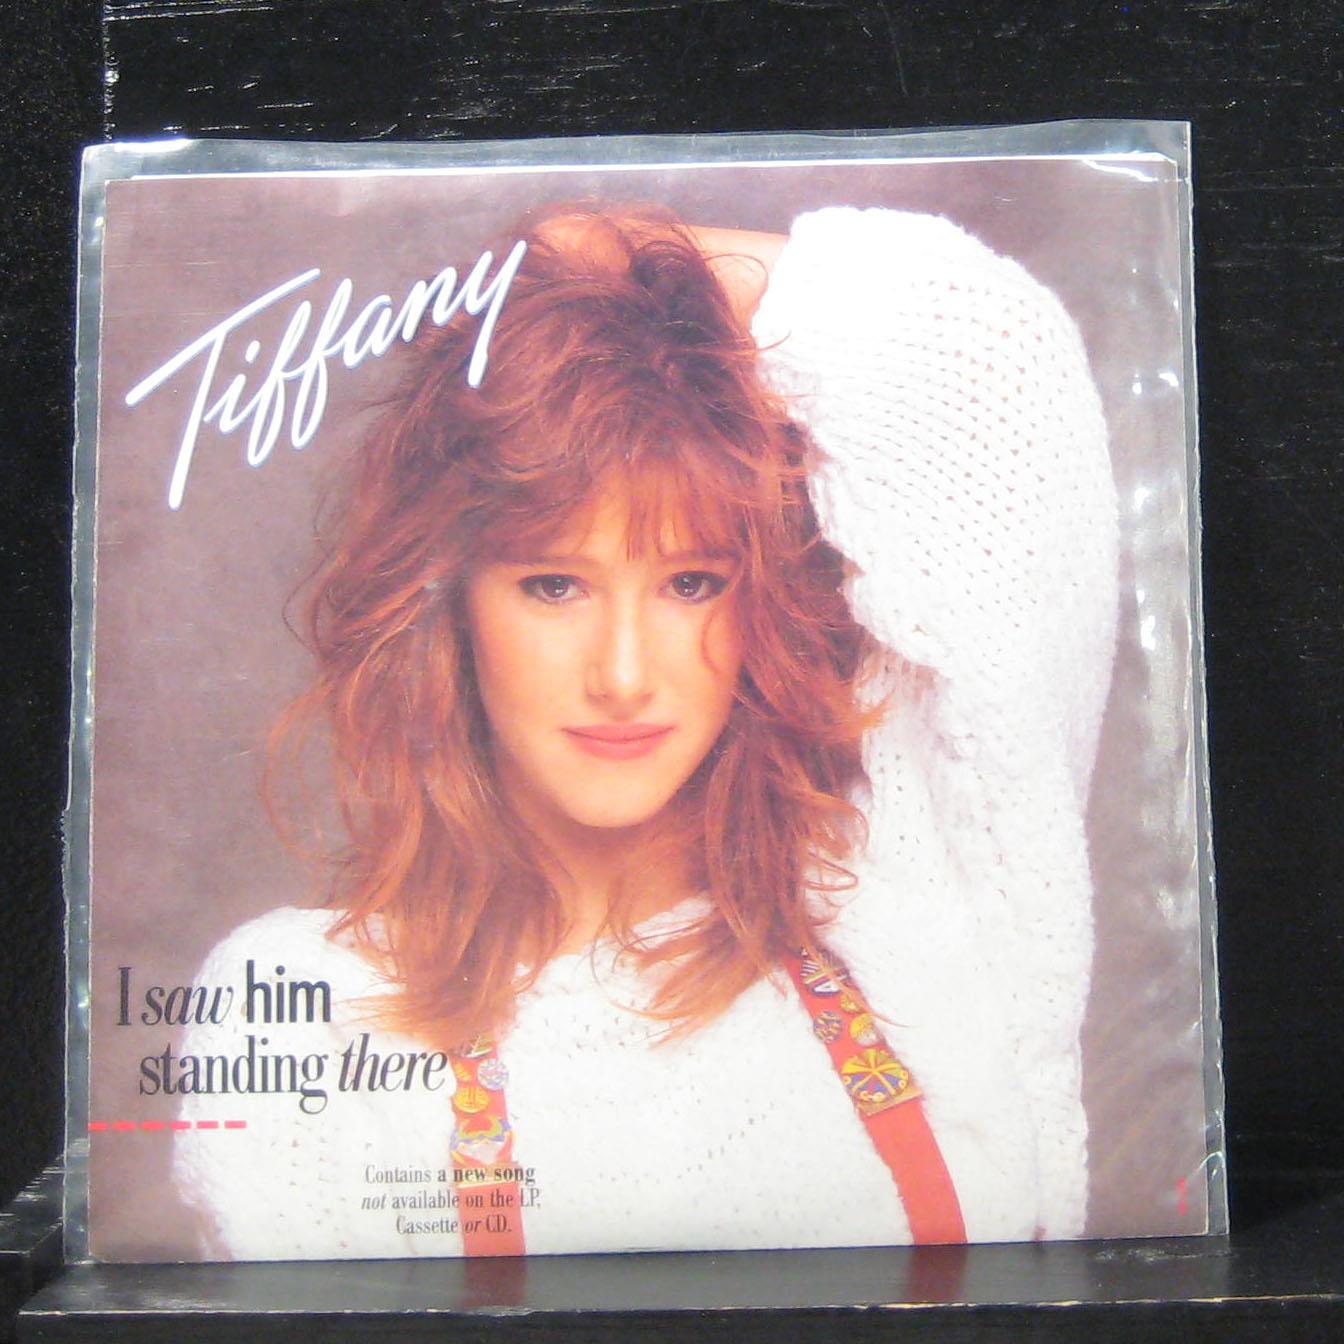 Tiffany
I saw him
standing there
Contains a new song
not available on the LP,
Cassette or CD.